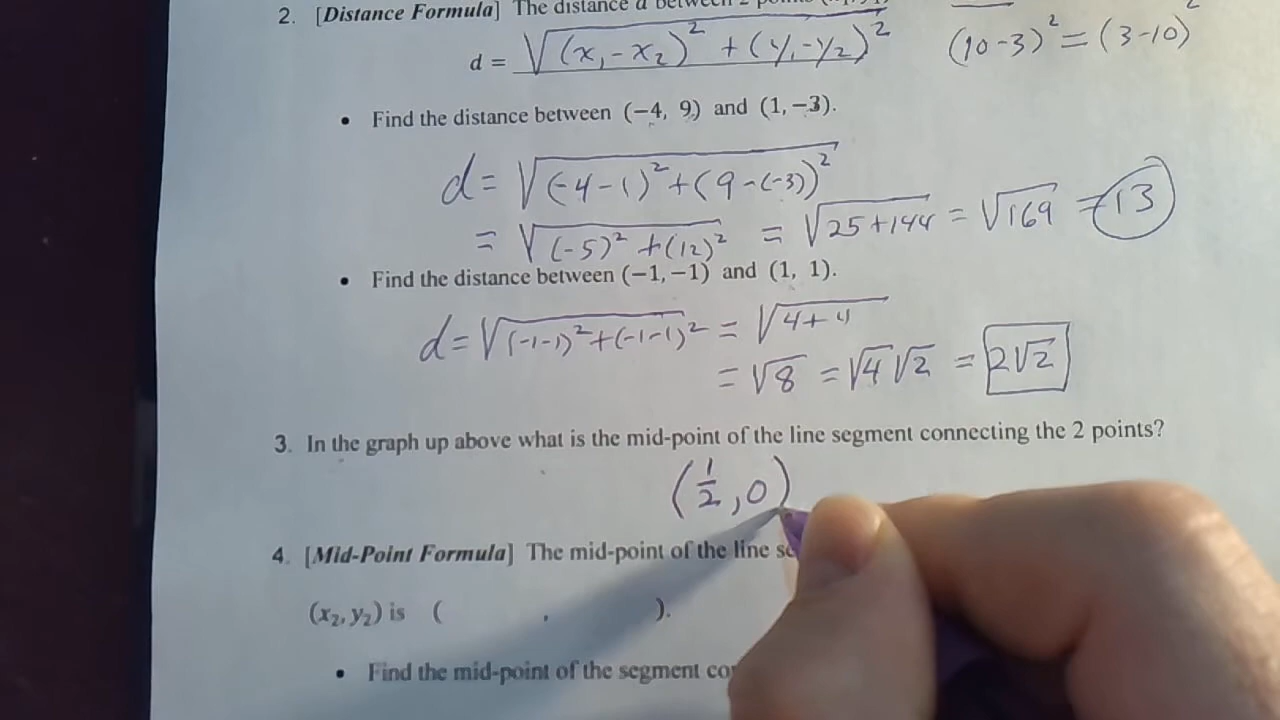 2. [Distance Formula] The distance d between 2 points
d = √((x₁-x₂)² + (y₁-y₂)²) (10-3)² = (3-10)²
• Find the distance between (−4, 9) and (1, −3).
d = √((-4-1)² + (9-(-3))²)
= √((-5)² + (12)²) = √(25+144) = √169 = 13
• Find the distance between (−1, −1) and (1, 1).
d = √((-1-1)² + (-1-1)²) = √(4+4)
= √8 = √4 √2 = 2√2
3. In the graph up above what is the mid-point of the line segment connecting the 2 points?
(1/2, 0)
4. [Mid-Point Formula] The mid-point of the line
(x₂, y₂) is ( , ).
• Find the mid-point of the segment